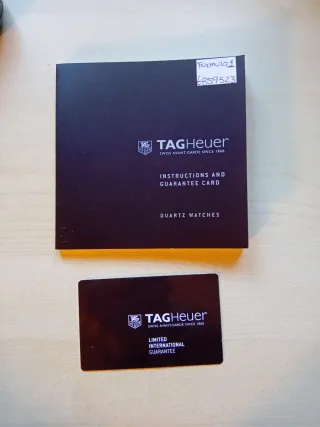 Formula 1
TAGHeuer
SWISS AVANT-GARDE SINCE 1860
INSTRUCTIONS AND
GUARANTEE CARD
QUARTZ WATCHES
TAGHeuer
SWISS AVANT-GARDE SINCE 1860
LIMITED
INTERNATIONAL
GUARANTEE